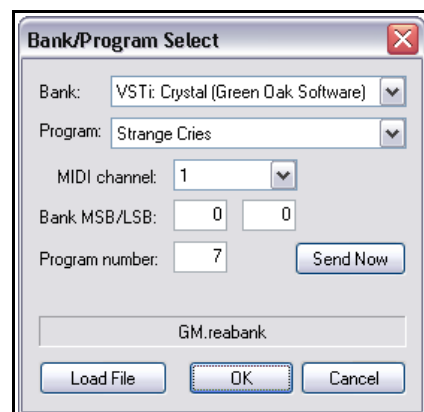 Bank/Program Select
Bank: VSTi: Crystal (Green Oak Software)
Program: Strange Cries
MIDI channel: 1
Bank MSB/LSB: 0 0
Program number: 7 Send Now
GM.reabank
Load File OK Cancel